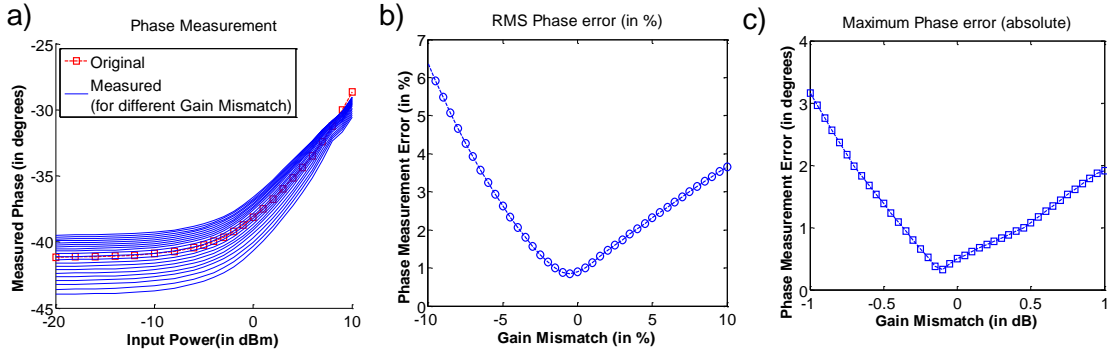 a)
Phase Measurement
-25
-30
-35
-40
-45
-20
-10
0
10
Measured Phase (in degrees)
Input Power(in dBm)
Original
Measured
(for different Gain Mismatch)
b)
RMS Phase error (in %)
7
6
5
4
3
2
1
0
-10
-5
0
5
10
Phase Measurement Error (in %)
Gain Mismatch (in %)
c)
Maximum Phase error (absolute)
4
3
2
1
0
-1
-0.5
0
0.5
1
Phase Measurement Error (in degrees)
Gain Mismatch (in dB)